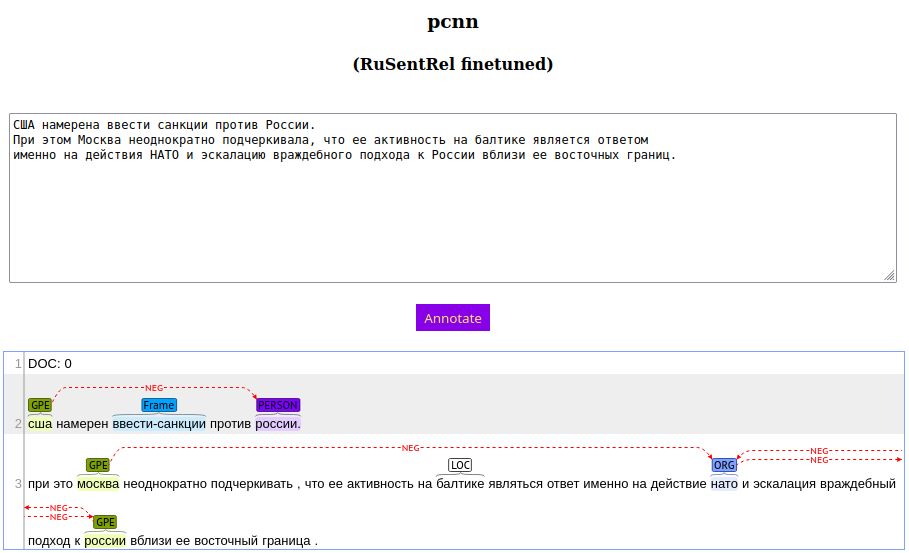 pcnn
(RuSentRel finetuned)
США намерена ввести санкции против России.
При этом Москва неоднократно подчеркивала, что ее активность на балтике является ответом
именно на действия НАТО и эскалацию враждебного подхода к России вблизи ее восточных границ.
Annotate
1 DOC: 0
NEG
GPE Frame PERSON
2 сша намерен ввести-санкции против россии.
NEG NEG
NEG
GPE LOC ORG
3 при это москва неоднократно подчеркивать , что ее активность на балтике являться ответ именно на действие нато и эскалация враждебный
NEG
NEG
GPE
подход к россии вблизи ее восточный граница .